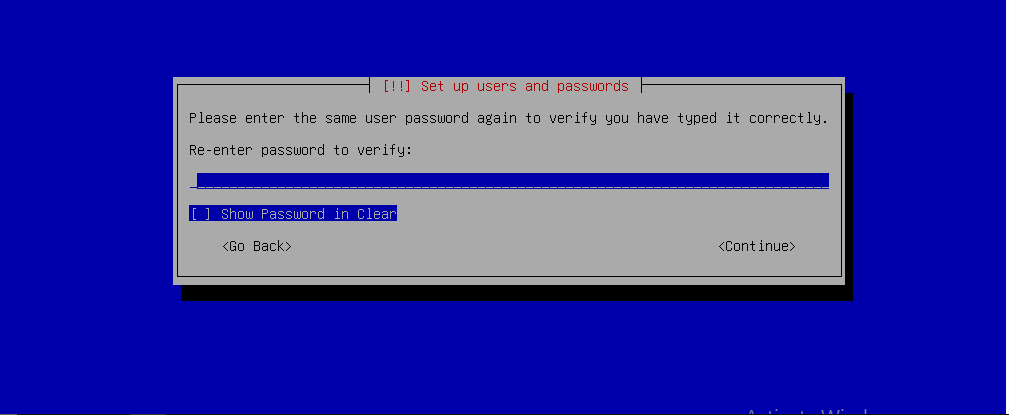 [!!] Set up users and passwords
Please enter the same user password again to verify you have typed it correctly.
Re-enter password to verify:
[ ] Show Password in Clear
<Go Back> <Continue>